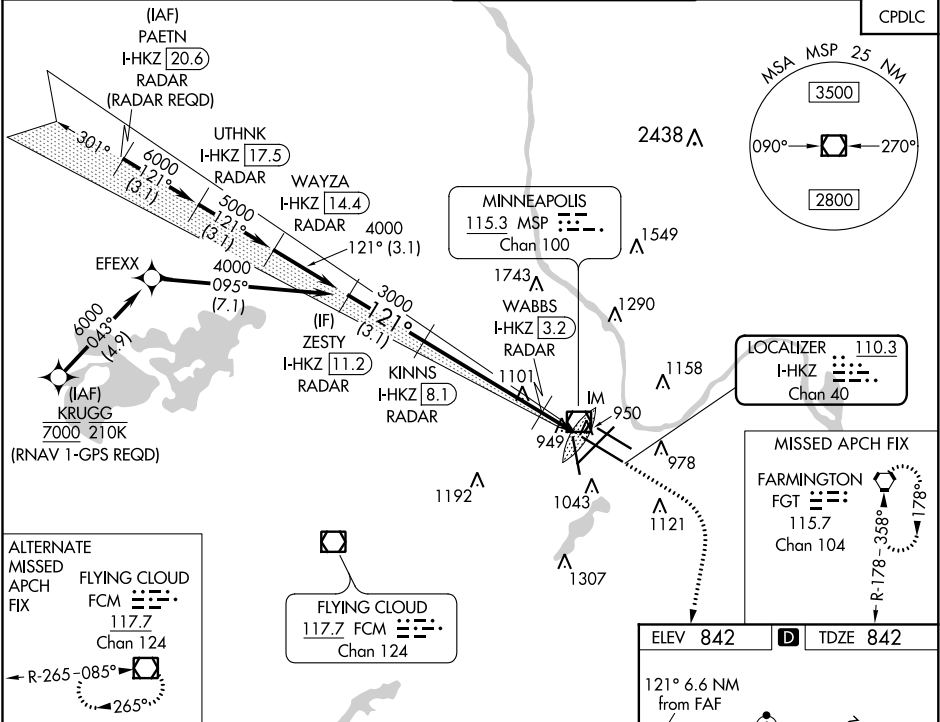 CPDLC
(IAF)
PAETN
I-HKZ 20.6
RADAR
(RADAR REQD)
MSA MSP 25 NM
3500
090°
270°
2800
2438
301°
6000
121°
(3.1)
UTHNK
I-HKZ 17.5
RADAR
5000
121°
(3.1)
WAYZA
I-HKZ 14.4
RADAR
4000
121° (3.1)
MINNEAPOLIS
115.3 MSP
Chan 100
1549
1743
1290
EFEXX
4000
095°
(7.1)
3000
121°
(3.1)
WABBS
I-HKZ 3.2
RADAR
6000
043°
(4.9)
(IF)
ZESTY
I-HKZ 11.2
RADAR
KINNS
I-HKZ 8.1
RADAR
1101
1158
LOCALIZER 110.3
I-HKZ
Chan 40
(IAF)
KRUGG
7000 210K
(RNAV 1-GPS REQD)
IM
950
949
978
1192
1043
1121
1307
MISSED APCH FIX
FARMINGTON
FGT
115.7
Chan 104
178°
R-178-358°
ALTERNATE
MISSED
APCH
FIX
FLYING CLOUD
FCM
117.7
Chan 124
R-265-085°
265°
FLYING CLOUD
117.7 FCM
Chan 124
ELEV 842 D TDZE 842
121° 6.6 NM
from FAF